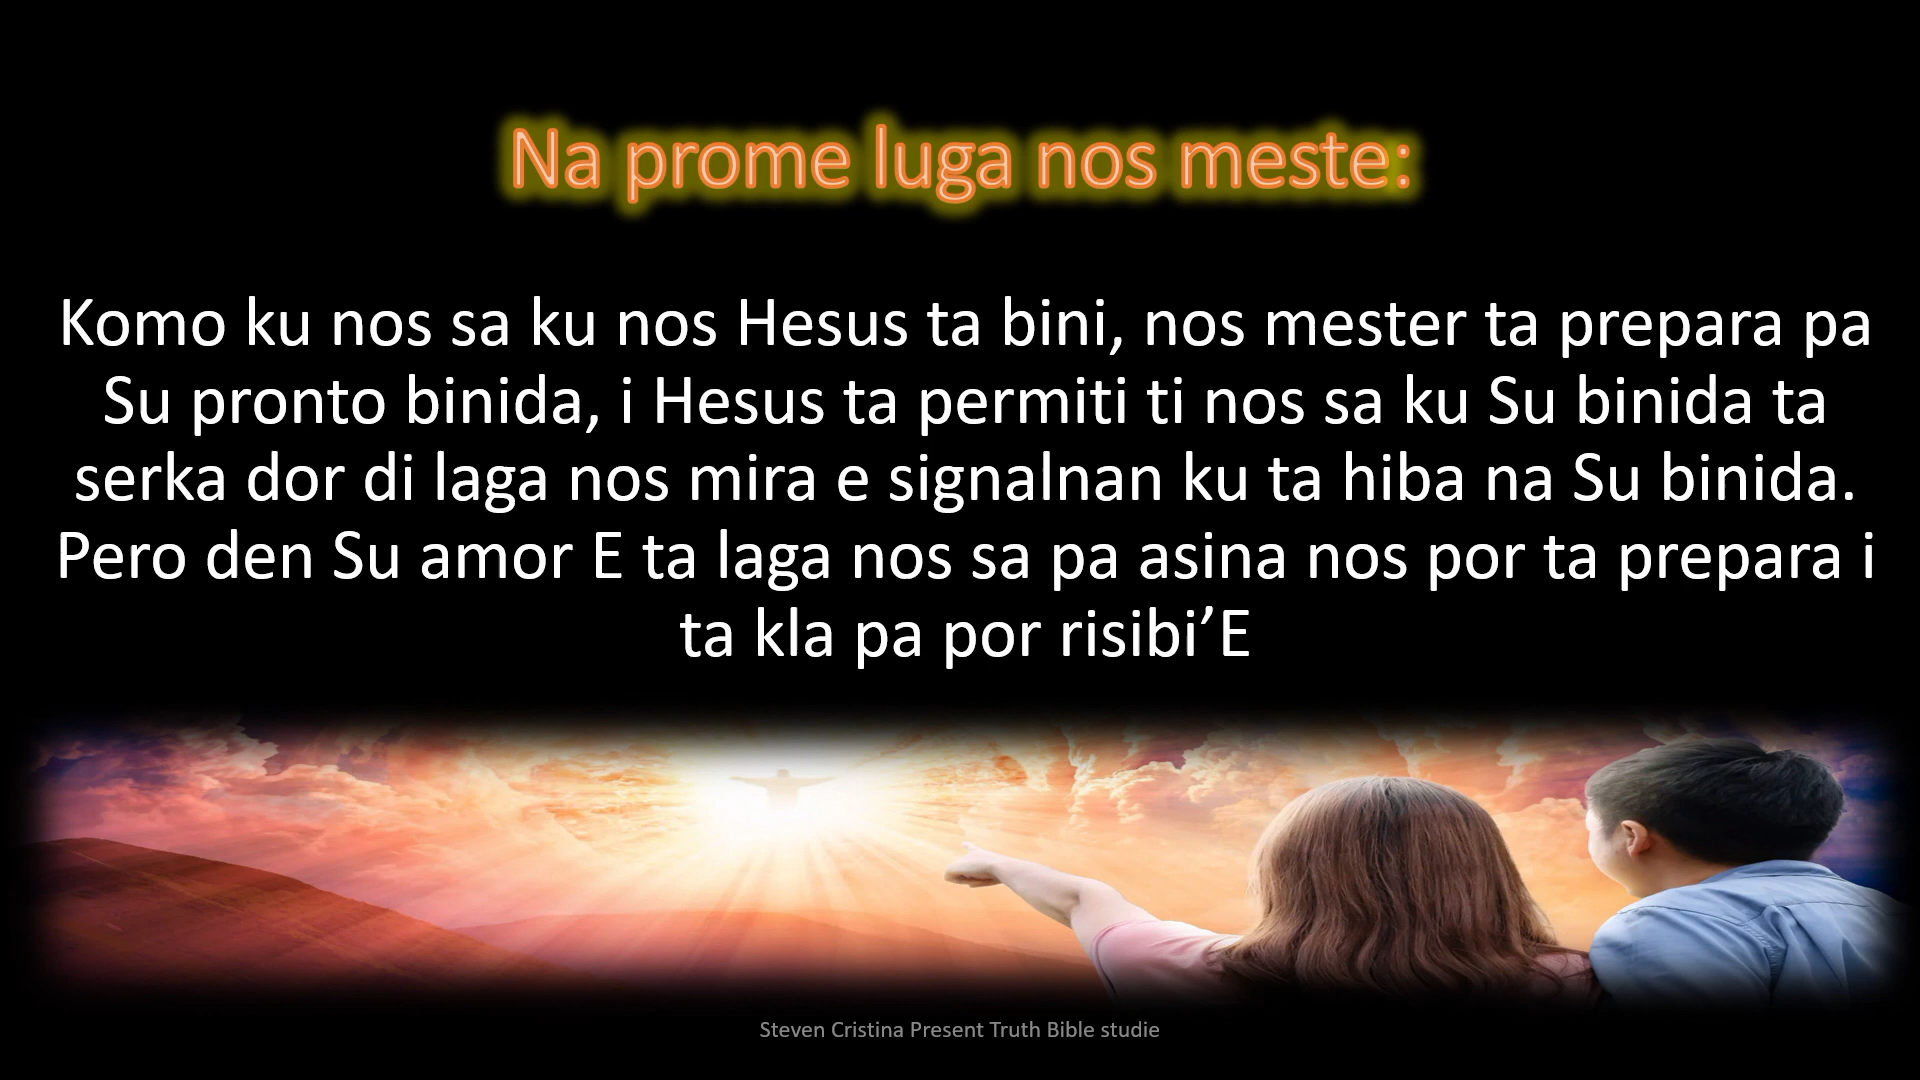 Na prome luga nos meste:
Komo ku nos sa ku nos Hesus ta bini, nos mester ta prepara pa
Su pronto binida, i Hesus ta permiti ti nos sa ku Su binida ta
serka dor di laga nos mira e signalnan ku ta hiba na Su binida.
Pero den Su amor E ta laga nos sa pa asina nos por ta prepara i
ta kla pa por risibi’E
Steven Cristina Present Truth Bible studie